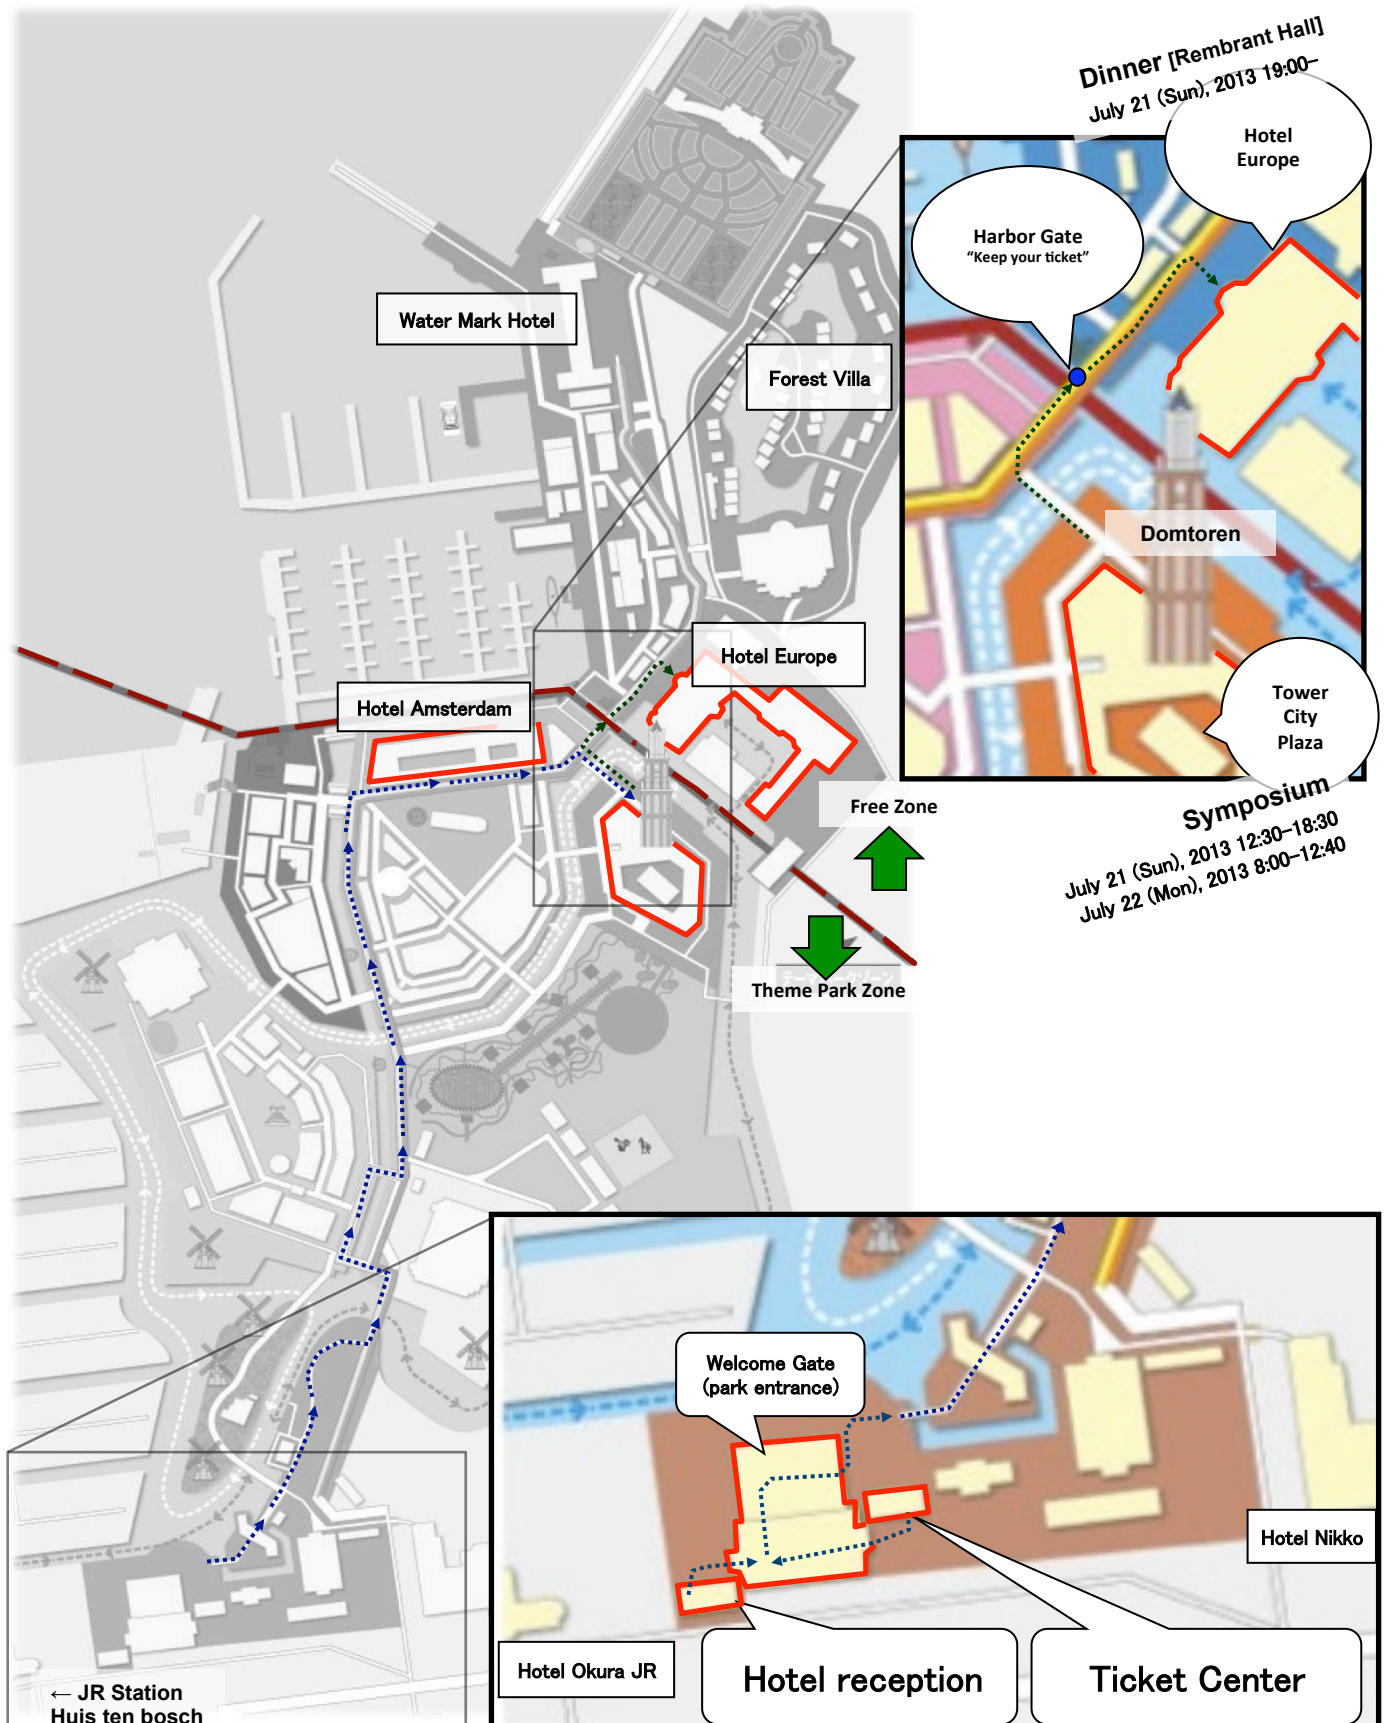 Dinner [Rembrant Hall]
July 21 (Sun), 2013 19:00-
Hotel
Europe
Harbor Gate
“Keep your ticket”
Water Mark Hotel
Forest Villa
Domtoren
Hotel Europe
Hotel Amsterdam
Tower
City
Plaza
Symposium
July 21 (Sun), 2013 12:30-18:30
July 22 (Mon), 2013 8:00-12:40
Free Zone
Theme Park Zone
Welcome Gate
(park entrance)
Hotel Nikko
Hotel Okura JR
Hotel reception
Ticket Center
← JR Station
Huis ten bosch